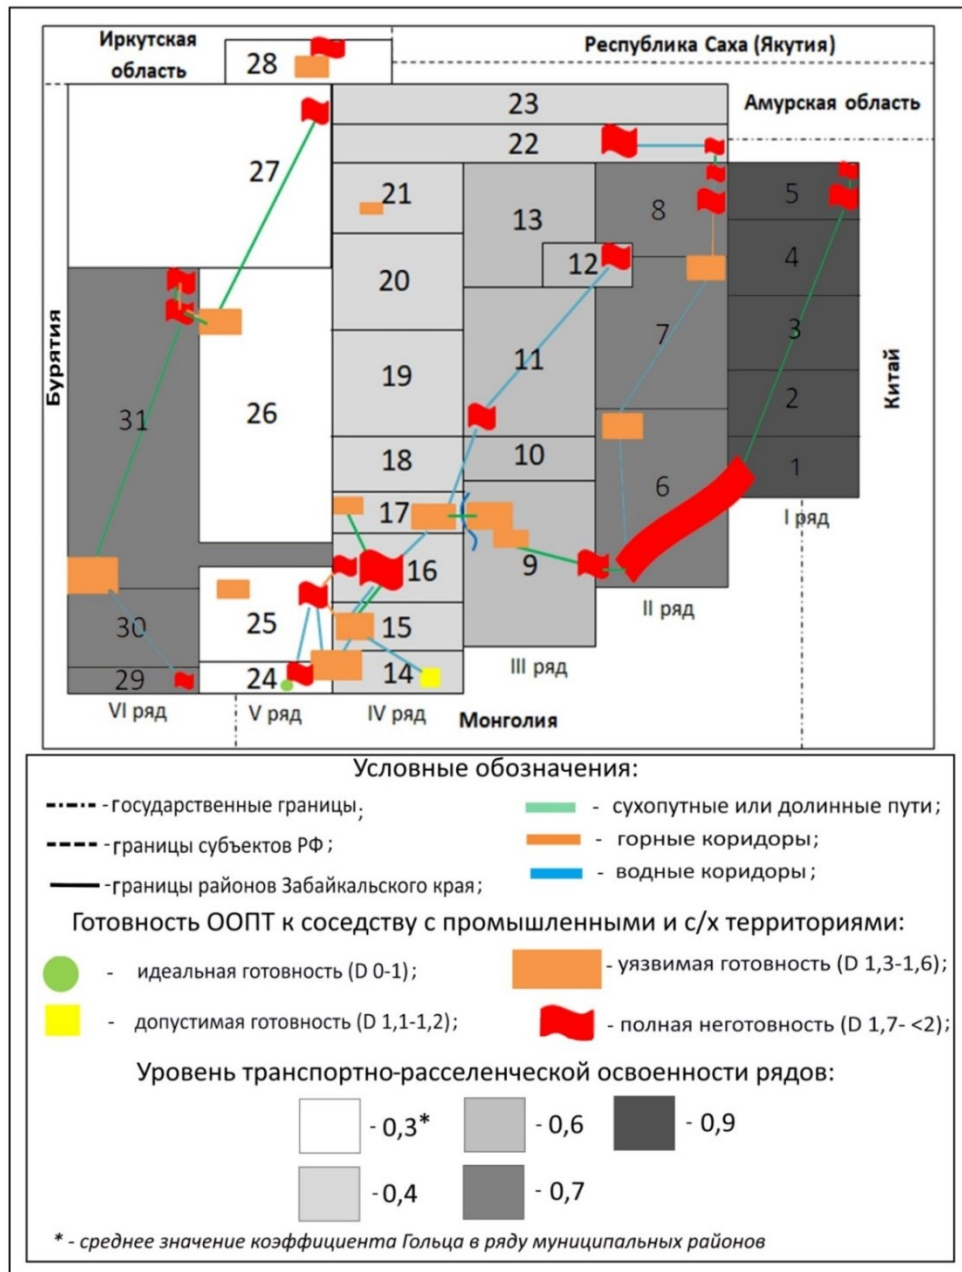 Иркутская
область
Республика Саха (Якутия)
28
23
Амурская область
22
27
21
13
8
5
12
4
20
Бурятия
7
3
Китай
19
11
31
26
2
18
10
1
6
17
I ряд
16
9
II ряд
25
30
15
III ряд
29
24
14
VI ряд
V ряд
IV ряд
Монголия
Условные обозначения:
-государственные границы;
- сухопутные или долинные пути;
-границы субъектов РФ;
- горные коридоры;
-границы районов Забайкальского края;
- водные коридоры;
Готовность ООПТ к соседству с промышленными и с/х территориями:
- идеальная готовность (D 0-1);
- уязвимая готовность (D 1,3-1,6);
- допустимая готовность (D 1,1-1,2);
- полная неготовность (D 1,7- <2);
Уровень транспортно-расселенческой освоенности рядов:
- 0,3*
- 0,6
- 0,9
- 0,4
- 0,7
* - среднее значение коэффициента Гольца в ряду муниципальных районов